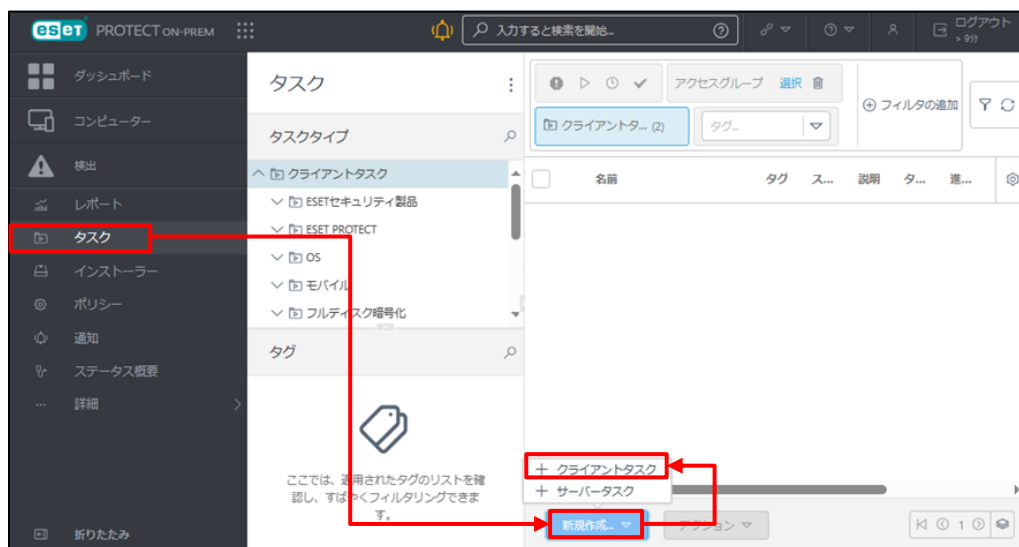 eseT PROTECT ON-PREM
入力すると検索を開始...
ログアウト
> 9分
ダッシュボード
コンピューター
検出
レポート
タスク
インストーラー
ポリシー
通知
ステータス概要
詳細
折りたたみ
タスク
タスクタイプ
クライアントタスク
ESETセキュリティ製品
ESET PROTECT
OS
モバイル
フルディスク暗号化
タグ
ここでは、適用されたタグのリストを確
認し、すばやくフィルタリングできま
す。
アクセスグループ 選択
フィルタの追加
クライアントタ... (2)
タグ...
名前 タグ ス... 説明 タ... 進...
クライアントタスク
サーバータスク
新規作成... アクション
1